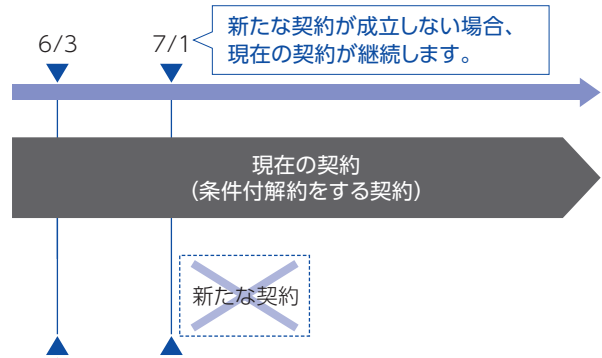 6/3
7/1
新たな契約が成立しない場合、
現在の契約が継続します。
現在の契約
（条件付解約をする契約）
新たな契約